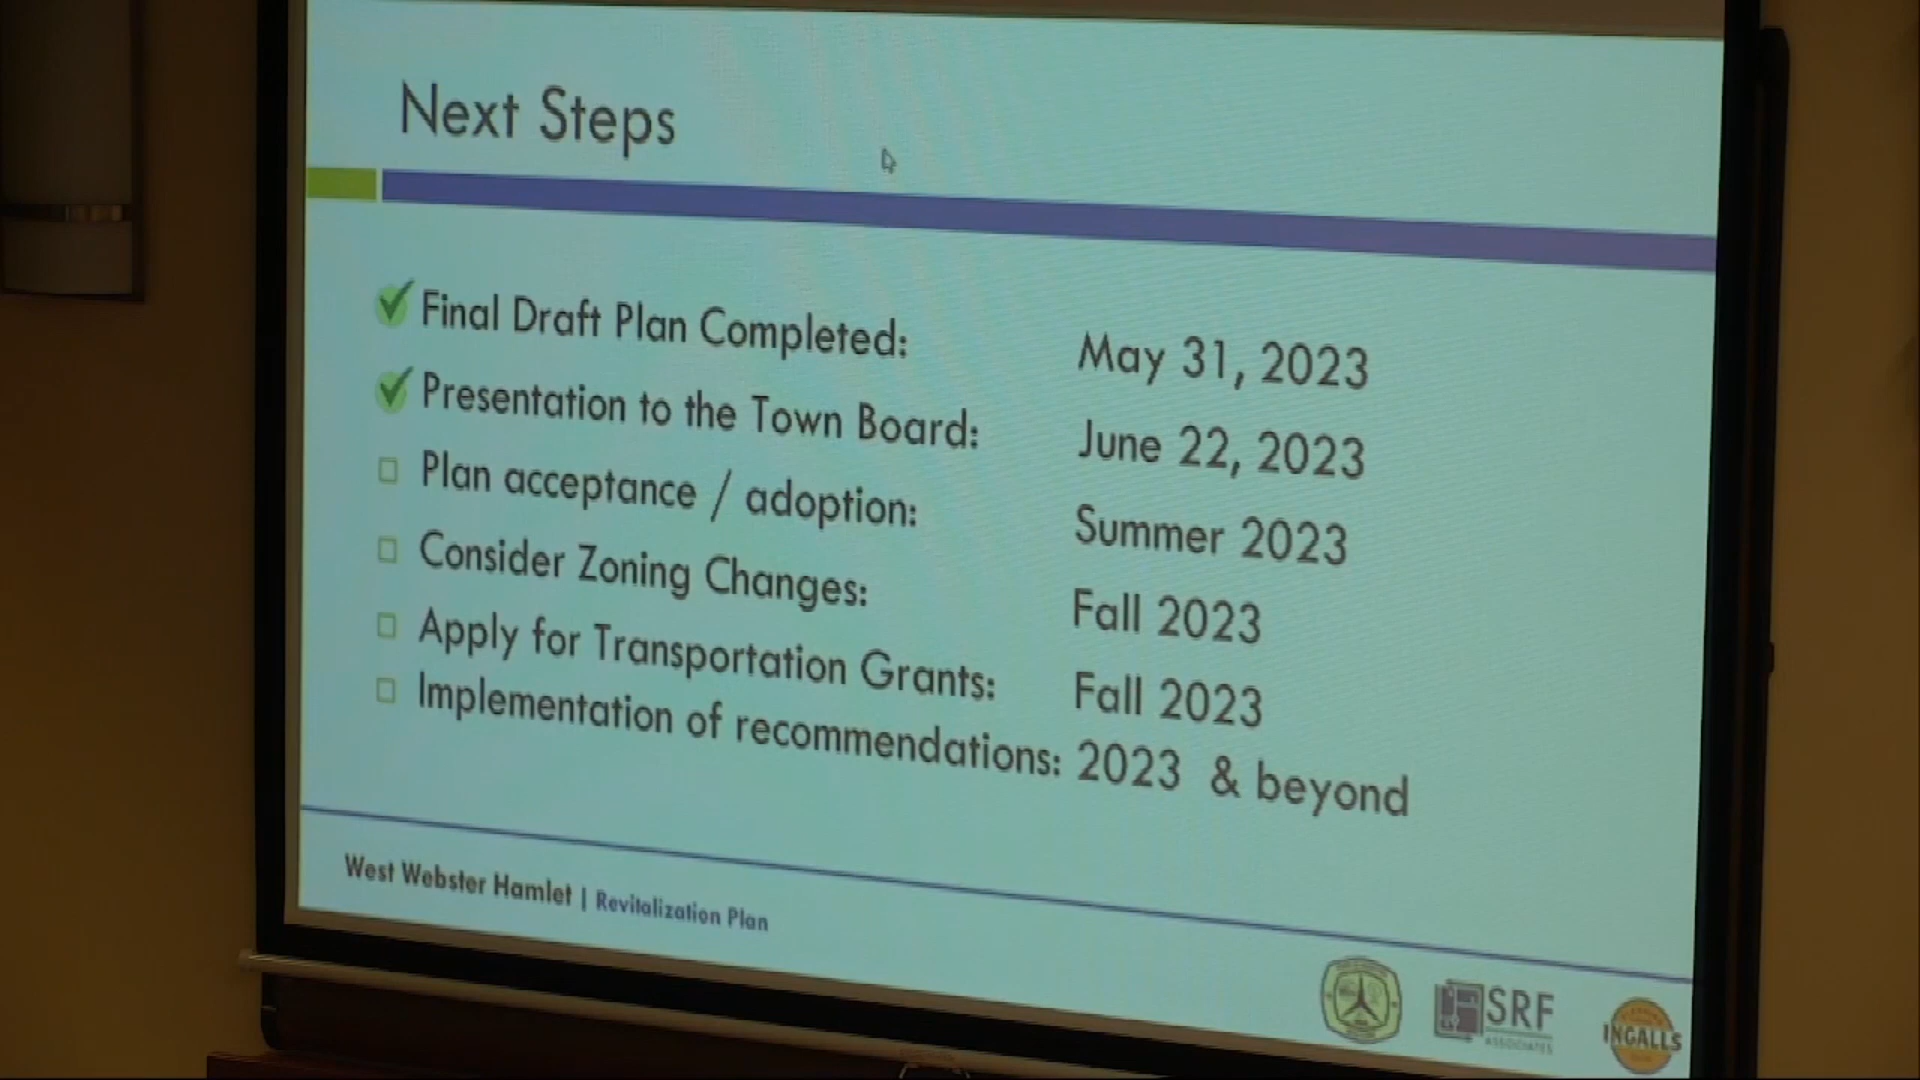 Next Steps
Final Draft Plan Completed: May 31, 2023
Presentation to the Town Board: June 22, 2023
Plan acceptance / adoption: Summer 2023
Consider Zoning Changes: Fall 2023
Apply for Transportation Grants: Fall 2023
Implementation of recommendations: 2023 & beyond
West Webster Hamlet | Revitalization Plan
SRF
ASSOCIATES
INGALLS